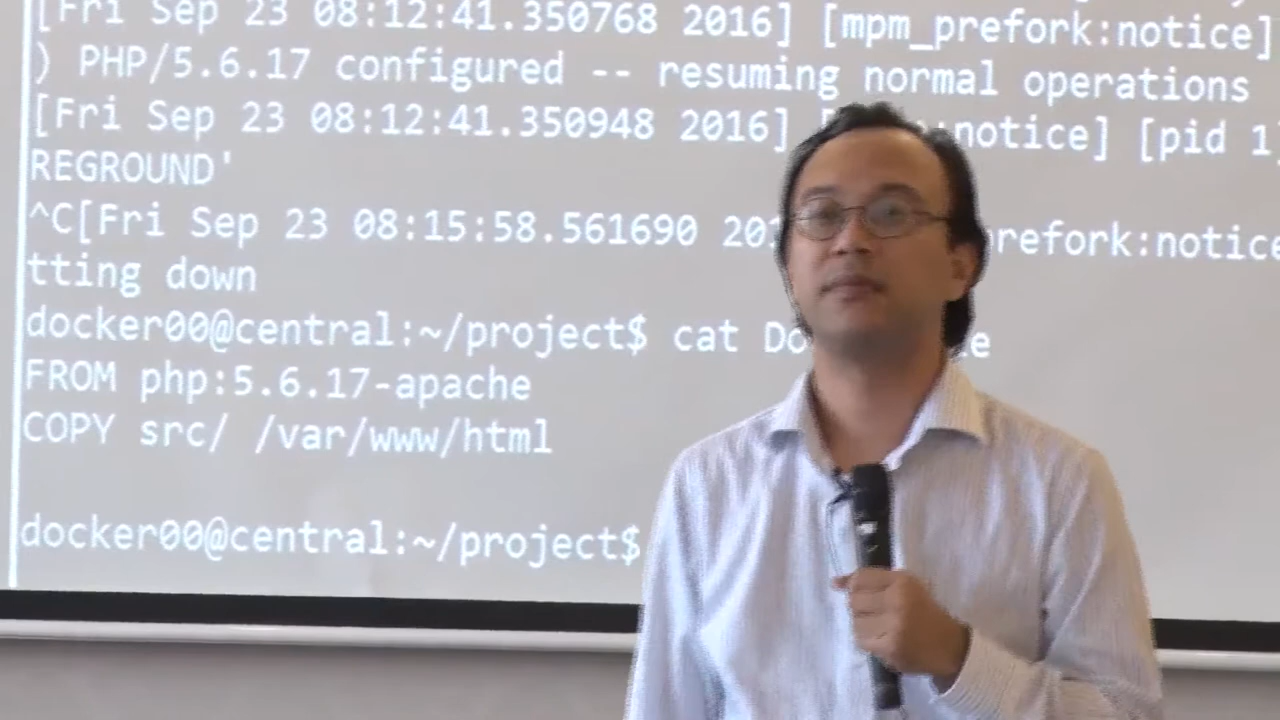 [Fri Sep 23 08:12:41.350768 2016] [mpm_prefork:notice]
) PHP/5.6.17 configured -- resuming normal operations
[Fri Sep 23 08:12:41.350948 2016] [ :notice] [pid 1
REGROUND'
^C[Fri Sep 23 08:15:58.561690 201 prefork:notice
tting down
docker00@central:~/project$ cat Do le
FROM php:5.6.17-apache
COPY src/ /var/www/html
docker00@central:~/project$